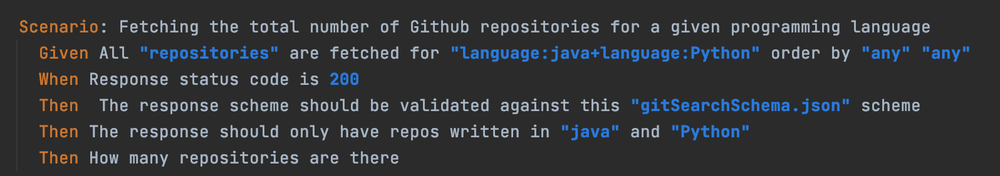 Scenario: Fetching the total number of Github repositories for a given programming language
Given All "repositories" are fetched for "language:java+language:Python" order by "any" "any"
When Response status code is 200
Then  The response scheme should be validated against this "gitSearchSchema.json" scheme
Then The response should only have repos written in "java" and "Python"
Then How many repositories are there